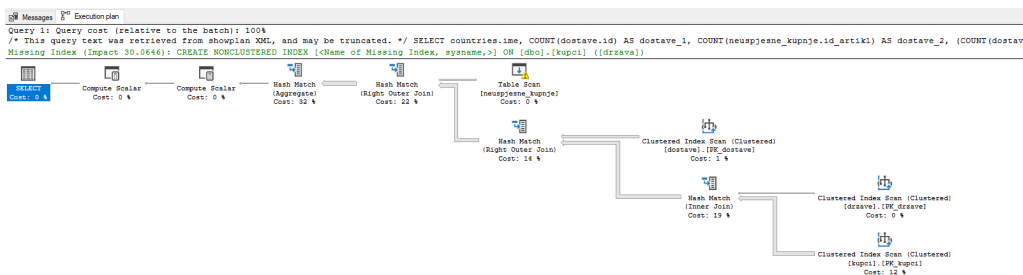 Messages Execution plan
Query 1: Query cost (relative to the batch): 100%
/* This query text was retrieved from showplan XML, and may be truncated. */ SELECT countries.ime, COUNT(dostave.id) AS dostave_1, COUNT(neuspjesne_kupnje.id_artikl) AS dostave_2, (COUNT(dostav
Missing Index (Impact 30.0646): CREATE NONCLUSTERED INDEX [<Name of Missing Index, sysname,>] ON [dbo].[kupci] ([drzava])
SELECT
Cost: 0 %
Compute Scalar
Cost: 0 %
Compute Scalar
Cost: 0 %
Hash Match
(Aggregate)
Cost: 32 %
Hash Match
(Right Outer Join)
Cost: 22 %
Table Scan
[neuspjesne_kupnje]
Cost: 0 %
Hash Match
(Right Outer Join)
Cost: 14 %
Clustered Index Scan (Clustered)
[dostave].[PK_dostave]
Cost: 1 %
Hash Match
(Inner Join)
Cost: 19 %
Clustered Index Scan (Clustered)
[drzave].[PK_drzave]
Cost: 0 %
Clustered Index Scan (Clustered)
[kupci].[PK_kupci]
Cost: 12 %